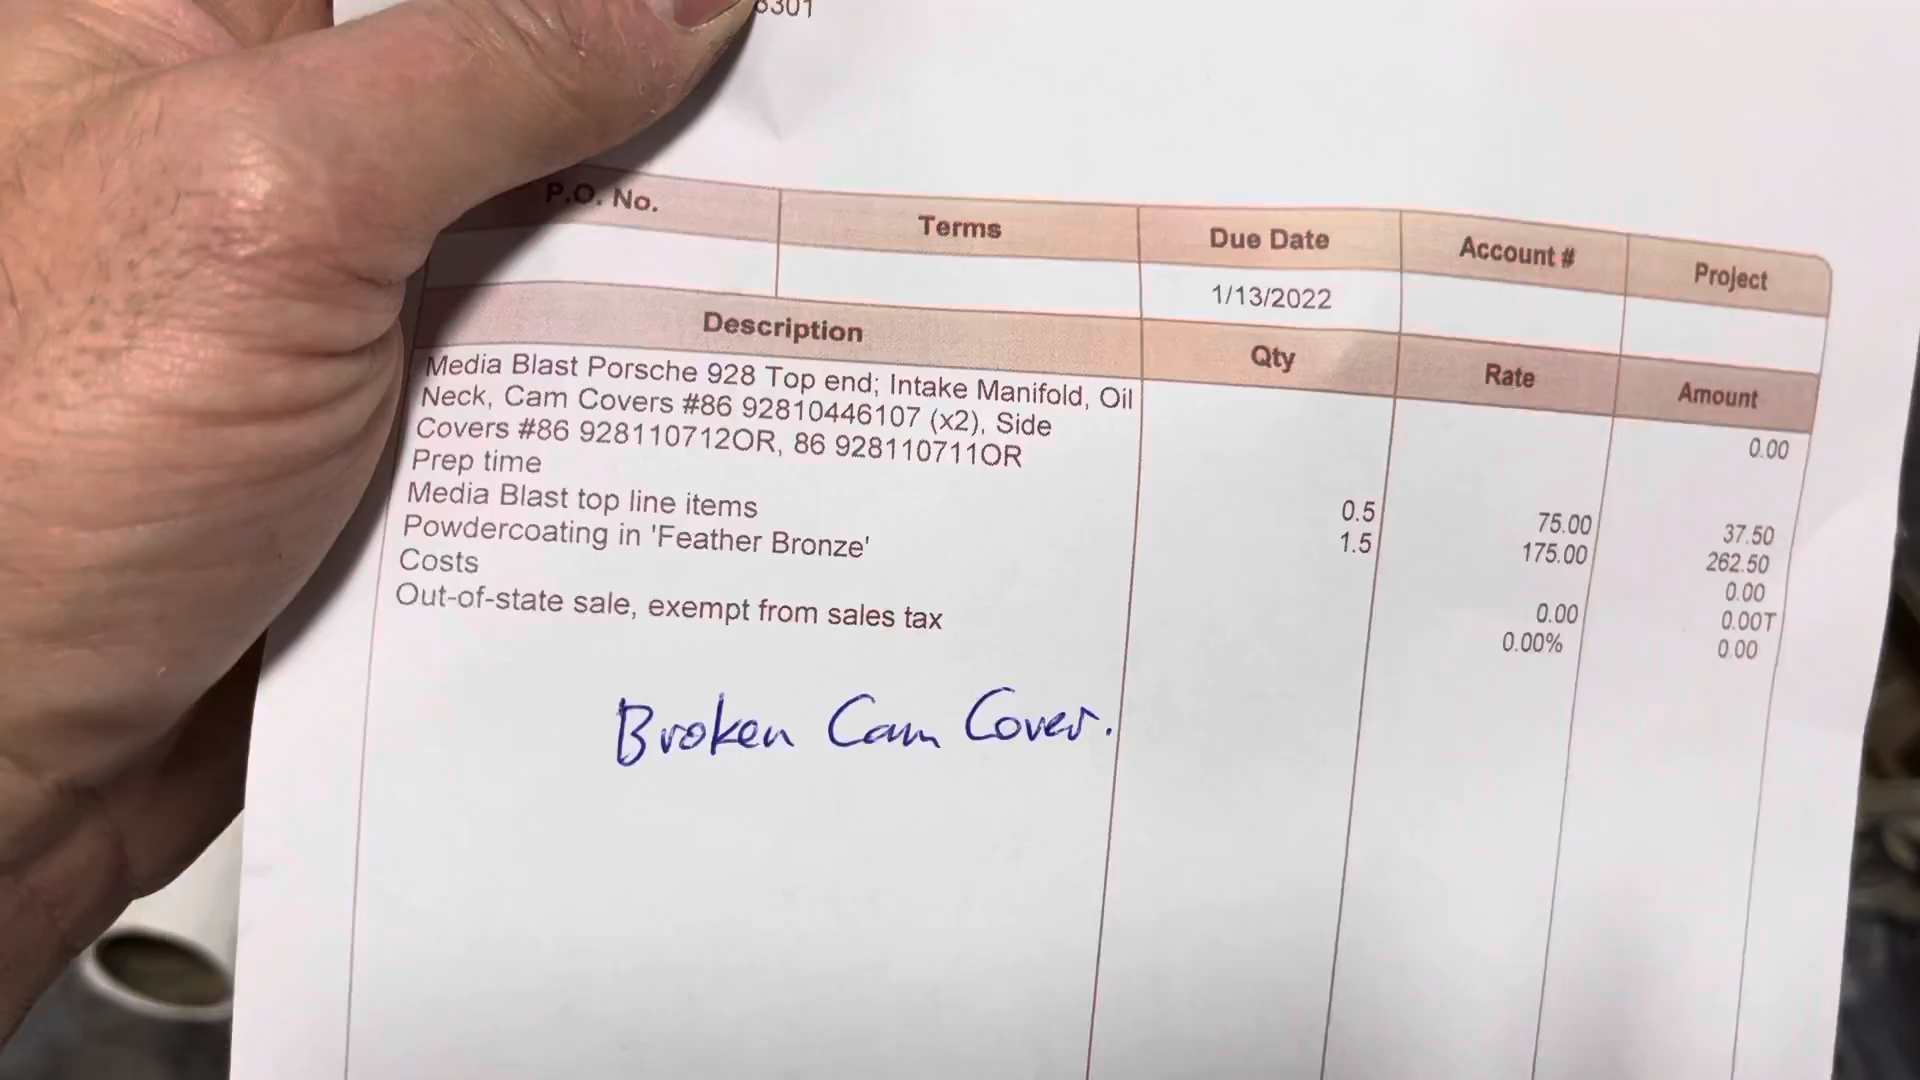 P.O. No. Terms Due Date Account # Project
1/13/2022
Description Qty Rate Amount
Media Blast Porsche 928 Top end; Intake Manifold, Oil 0.00
Neck, Cam Covers #86 92810446107 (x2), Side
Covers #86 928110712OR, 86 928110711OR
Prep time 0.5 75.00 37.50
Media Blast top line items 1.5 175.00 262.50
Powdercoating in 'Feather Bronze' 0.00
Costs 0.00 0.00T
Out-of-state sale, exempt from sales tax 0.00% 0.00
Broken Cam Cover.